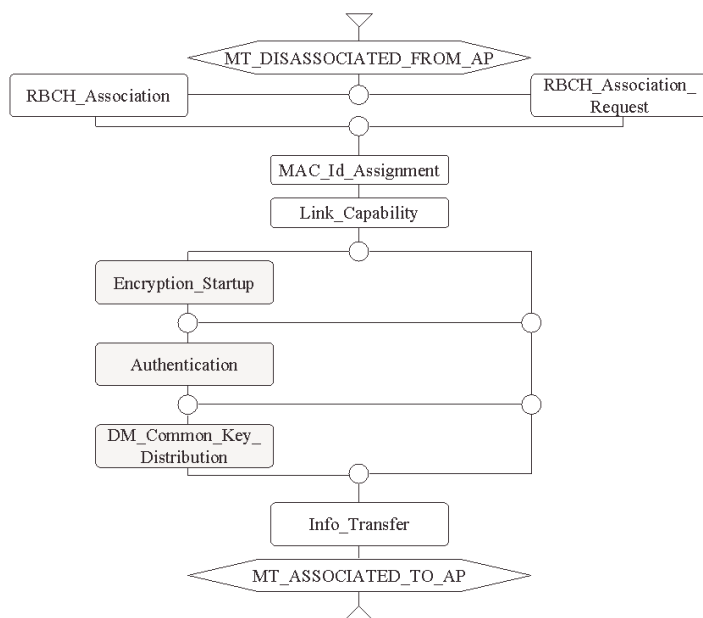 MT_DISASSOCIATED_FROM_AP
RBCH_Association
RBCH_Association_
Request
MAC_Id_Assignment
Link_Capability
Encryption_Startup
Authentication
DM_Common_Key_
Distribution
Info_Transfer
MT_ASSOCIATED_TO_AP